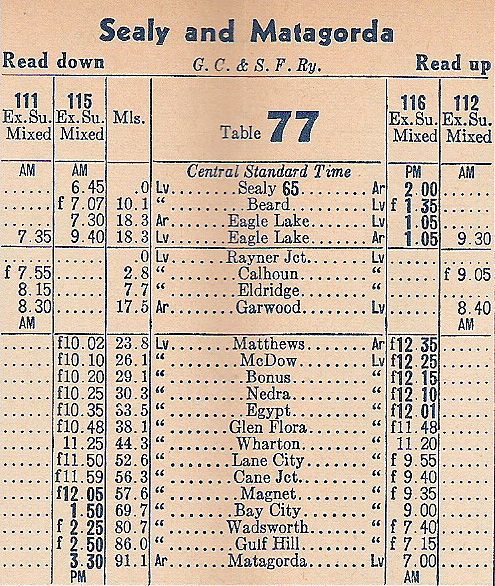 Sealy and Matagorda
Read down G. C. & S. F. Ry. Read up
111 115 116 112
Ex.Su. Ex.Su. Mls. Table 77 Ex.Su. Ex.Su.
Mixed Mixed Mixed Mixed
AM AM Central Standard Time PM AM
...... 6.45 .0 Lv.......Sealy 65.......Ar 2.00 ......
...... f 7.07 10.1 “.........Beard.........Lv f 1.35 ......
...... 7.30 18.3 Ar......Eagle Lake......Lv 1.05 ......
7.35 9.40 18.3 Lv......Eagle Lake......Ar 1.05 9.30
...... ...... .0 Lv......Rayner Jct.......Lv ...... ......
f 7.55 ...... 2.8 “........Calhoun........“ ...... f 9.05
8.15 ...... 7.7 “........Eldridge........“ ...... ......
8.30 ...... 17.5 Ar.......Garwood.......Lv ...... 8.40
AM AM
...... f10.02 23.8 Lv.......Matthews.......Ar f12.35 ......
...... f10.10 26.1 “........McDow........Lv f12.25 ......
...... f10.20 29.1 “.........Bonus.........“ f12.15 ......
...... f10.25 30.3 “.........Nedra.........“ f12.10 ......
...... f10.35 33.5 “.........Egypt.........“ f12.01 ......
...... f10.48 38.1 “.......Glen Flora.......“ f11.48 ......
...... 11.25 44.3 “........Wharton........“ 11.20 ......
...... f11.50 52.6 “.......Lane City.......“ f 9.55 ......
...... f11.59 56.3 “.......Cane Jct........“ f 9.40 ......
...... f12.05 57.6 “........Magnet........“ f 9.35 ......
...... 1.50 69.7 “.......Bay City.......“ 9.00 ......
...... f 2.25 80.7 “.......Wadsworth.......“ f 7.40 ......
...... f 2.50 86.0 “.......Gulf Hill.......“ f 7.15 ......
...... 3.30 91.1 Ar......Matagorda......Lv 7.00 ......
PM AM